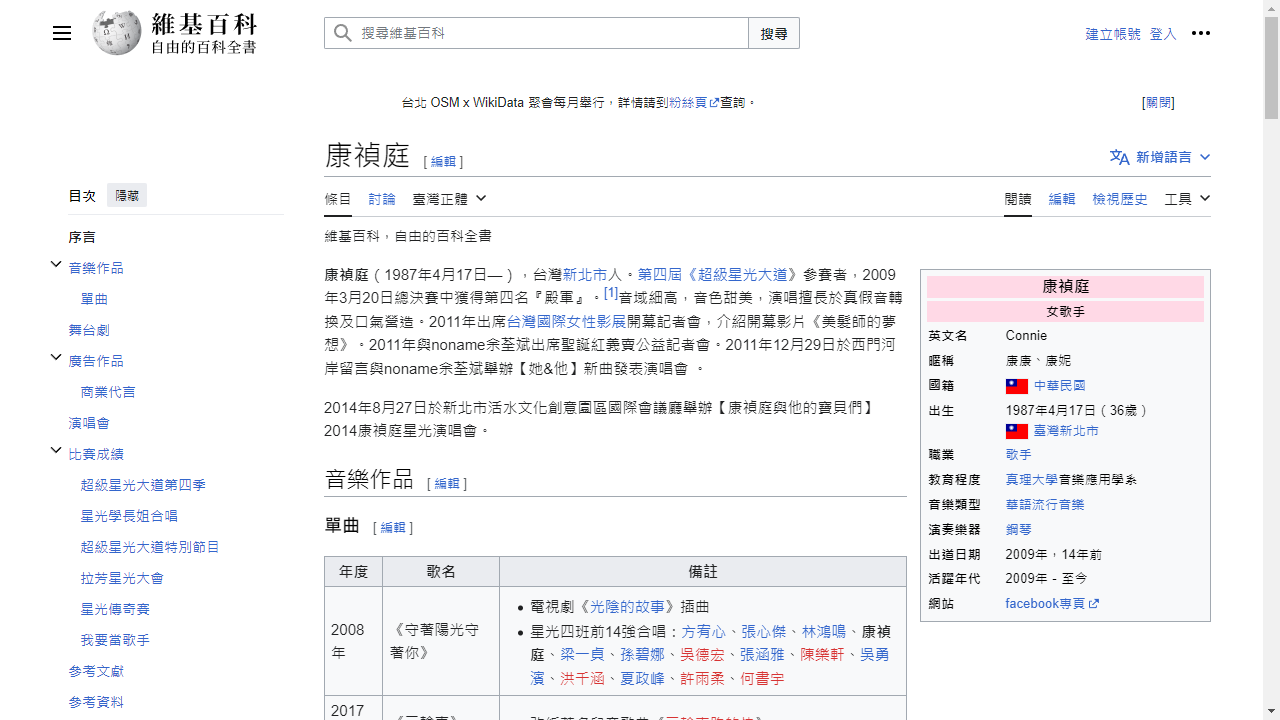 維基百科
自由的百科全書
搜尋維基百科
搜尋
建立帳號 登入
台北 OSM x WikiData 聚會每月舉行，詳情請到粉絲頁查詢。
[關閉]
康禎庭 [編輯]
新增語言
目次 隱藏
序言
音樂作品
單曲
舞台劇
廣告作品
商業代言
演唱會
比賽成績
超級星光大道第四季
星光學長姐合唱
超級星光大道特別節目
拉芳星光大會
星光傳奇賽
我要當歌手
參考文獻
參考資料
條目 討論 臺灣正體
閱讀 編輯 檢視歷史 工具
維基百科，自由的百科全書
康禎庭（1987年4月17日—），台灣新北市人。第四屆《超級星光大道》參賽者，2009
年3月20日總決賽中獲得第四名『殿軍』。[1]音域細高，音色甜美，演唱擅長於真假音轉
換及口氣營造。2011年出席台灣國際女性影展開幕記者會，介紹開幕影片《美髮師的夢
想》。2011年與noname余荃斌出席聖誕紅義賣公益記者會。2011年12月29日於西門河
岸留言與noname余荃斌舉辦【她&他】新曲發表演唱會 。
2014年8月27日於新北市活水文化創意園區國際會議廳舉辦【康禎庭與他的寶貝們】
2014康禎庭星光演唱會。
音樂作品 [編輯]
單曲 [編輯]
年度 歌名 備註
2008
年
《守著陽光守
著你》
電視劇《光陰的故事》插曲
星光四班前14強合唱：方宥心、張心傑、林鴻鳴、康禎
庭、梁一貞、孫碧娜、吳德宏、張涵雅、陳樂軒、吳勇
濱、洪千涵、夏政峰、許雨柔、何書宇
2017
康禎庭
女歌手
英文名 Connie
暱稱 康康、康妮
國籍 中華民國
出生 1987年4月17日（36歲）
臺灣新北市
職業 歌手
教育程度 真理大學音樂應用學系
音樂類型 華語流行音樂
演奏樂器 鋼琴
出道日期 2009年，14年前
活躍年代 2009年 - 至今
網站 facebook專頁